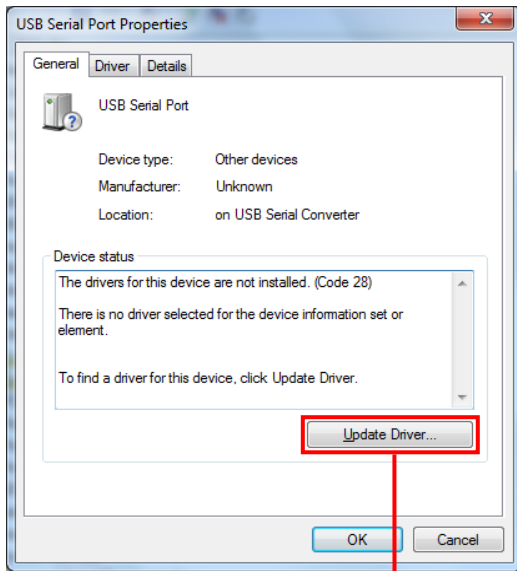 USB Serial Port Properties
General Driver Details
USB Serial Port
Device type: Other devices
Manufacturer: Unknown
Location: on USB Serial Converter
Device status
The drivers for this device are not installed. (Code 28)
There is no driver selected for the device information set or
element.
To find a driver for this device, click Update Driver.
Update Driver...
OK Cancel